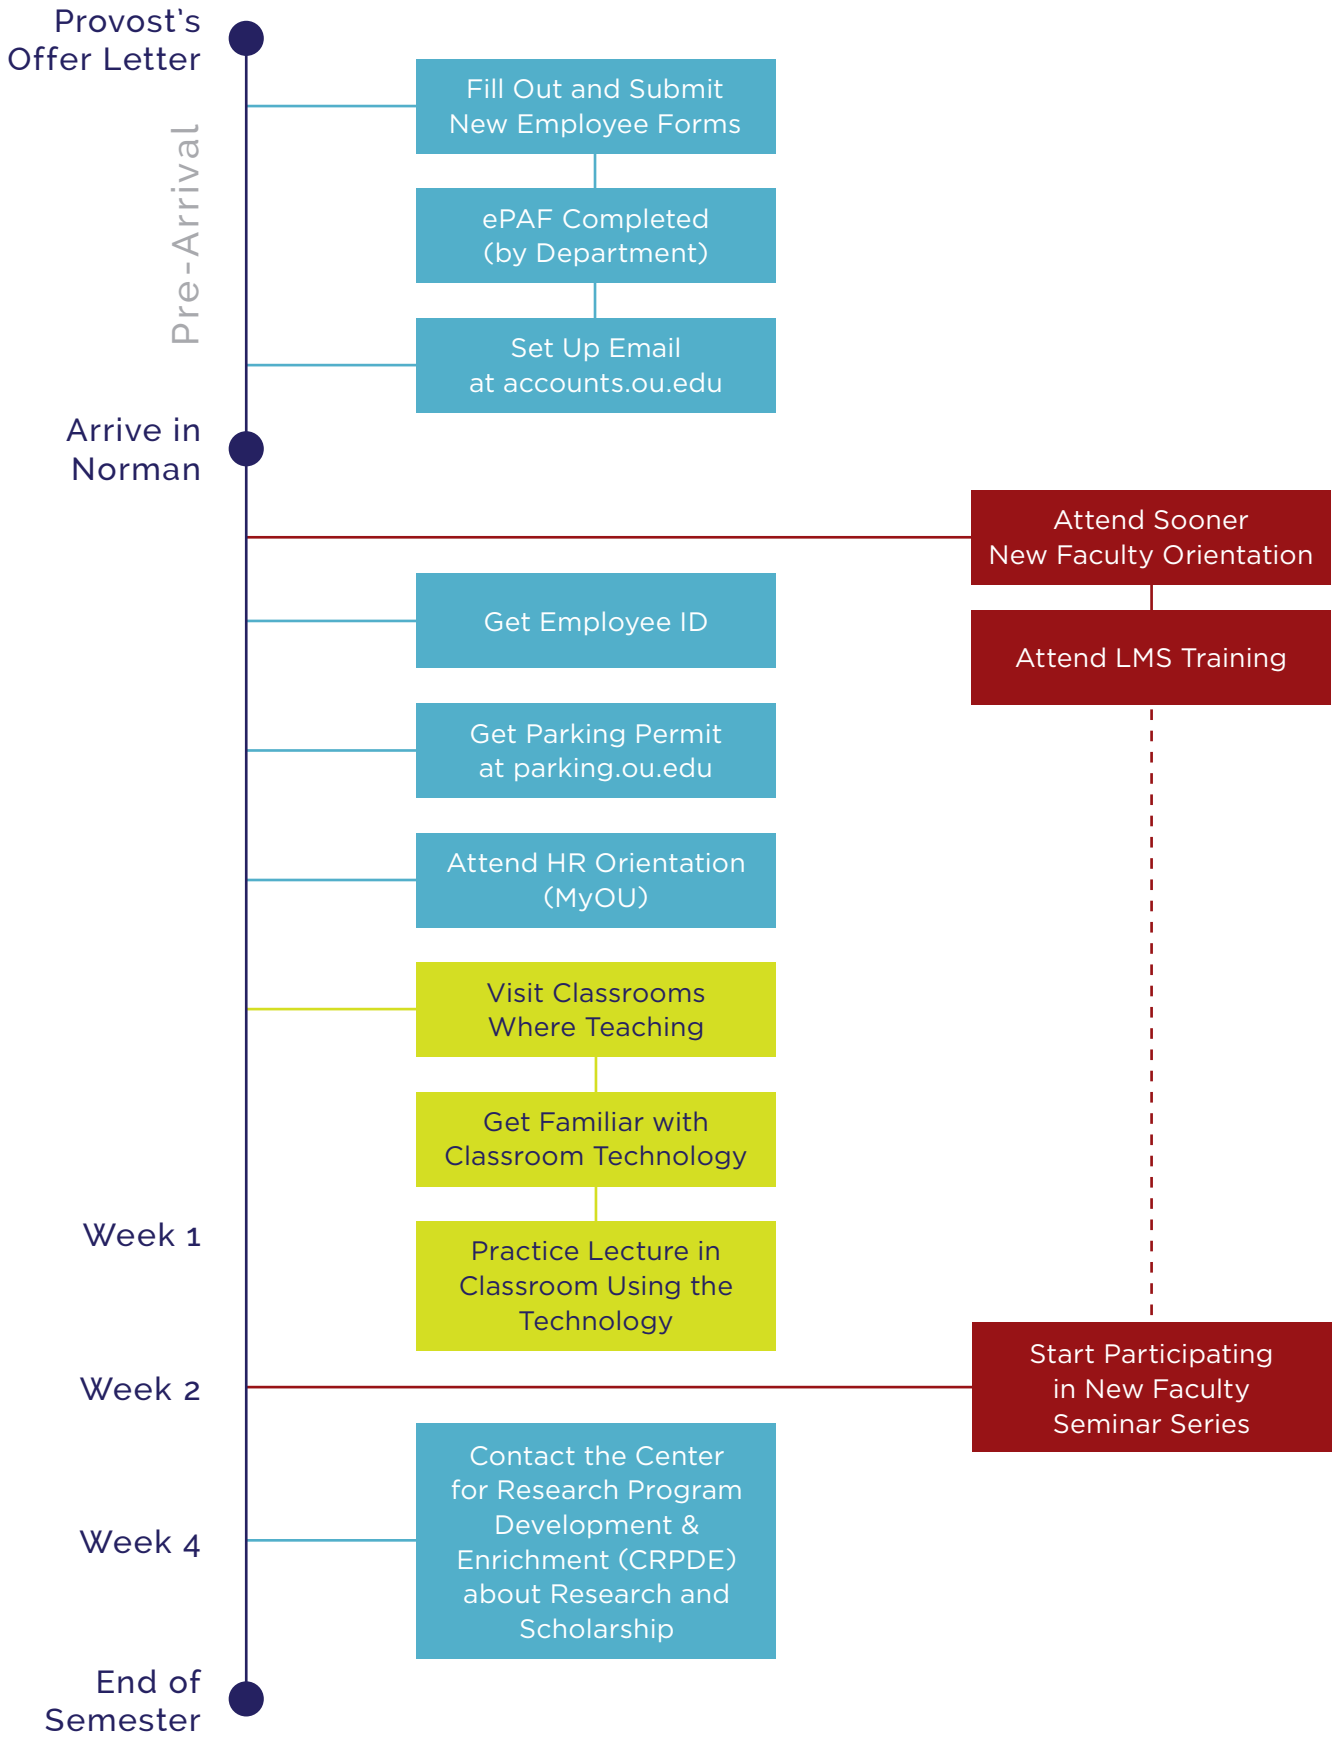 Provost's
Offer Letter
Fill Out and Submit
New Employee Forms
Pre-Arrival
ePAF Completed
(by Department)
Set Up Email
at accounts.ou.edu
Arrive in
Norman
Attend Sooner
New Faculty Orientation
Get Employee ID
Attend LMS Training
Get Parking Permit
at parking.ou.edu
Attend HR Orientation
(MyOU)
Visit Classrooms
Where Teaching
Get Familiar with
Classroom Technology
Week 1
Practice Lecture in
Classroom Using the
Technology
Week 2
Start Participating
in New Faculty
Seminar Series
Week 4
Contact the Center
for Research Program
Development &
Enrichment (CRPDE)
about Research and
Scholarship
End of
Semester